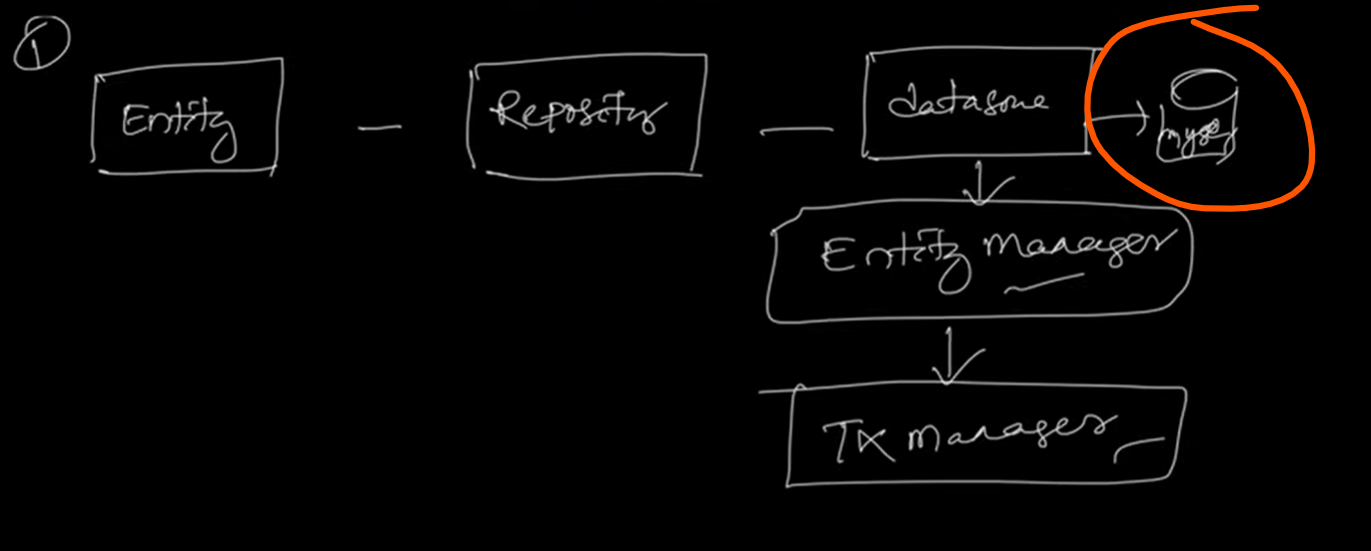 1
Entity
Repository
datasource
mysql
Entity Manager
TX Manager